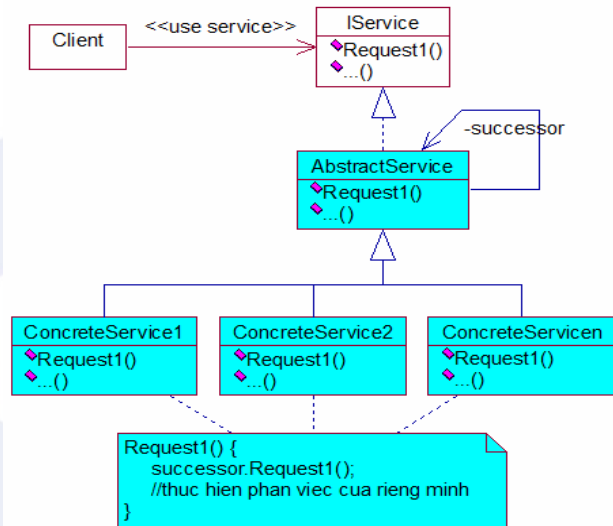 Client
<<use service>>
IService
Request1()
...()
-successor
AbstractService
Request1()
...()
ConcreteService1
Request1()
...()
ConcreteService2
Request1()
...()
ConcreteServicen
Request1()
...()
Request1() {
successor.Request1();
//thuc hien phan viec cua rieng minh
}